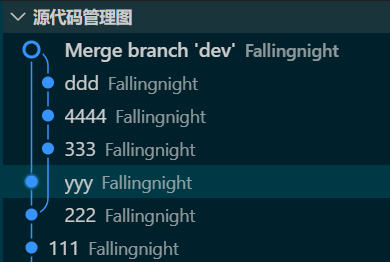 源代码管理图
Merge branch 'dev' Fallingnight
ddd Fallingnight
4444 Fallingnight
333 Fallingnight
yyy Fallingnight
222 Fallingnight
111 Fallingnight